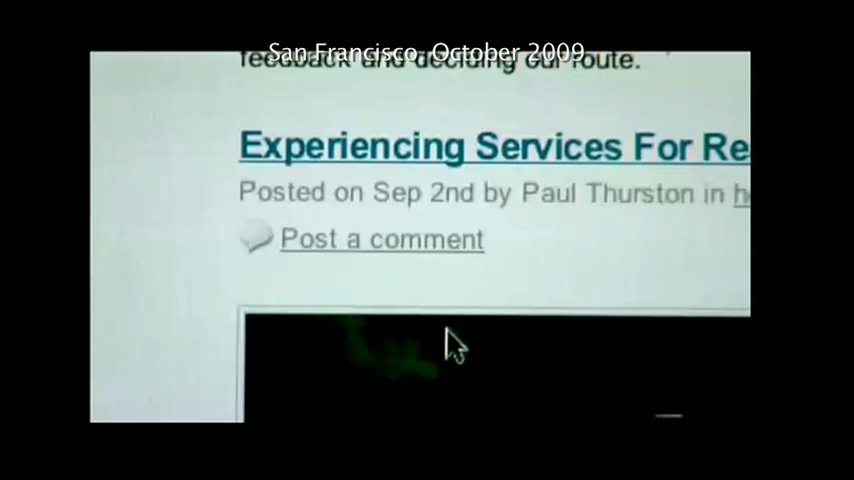 San Francisco, October 2009
feedback and deciding our route.
Experiencing Services For Re
Posted on Sep 2nd by Paul Thurston in h
Post a comment